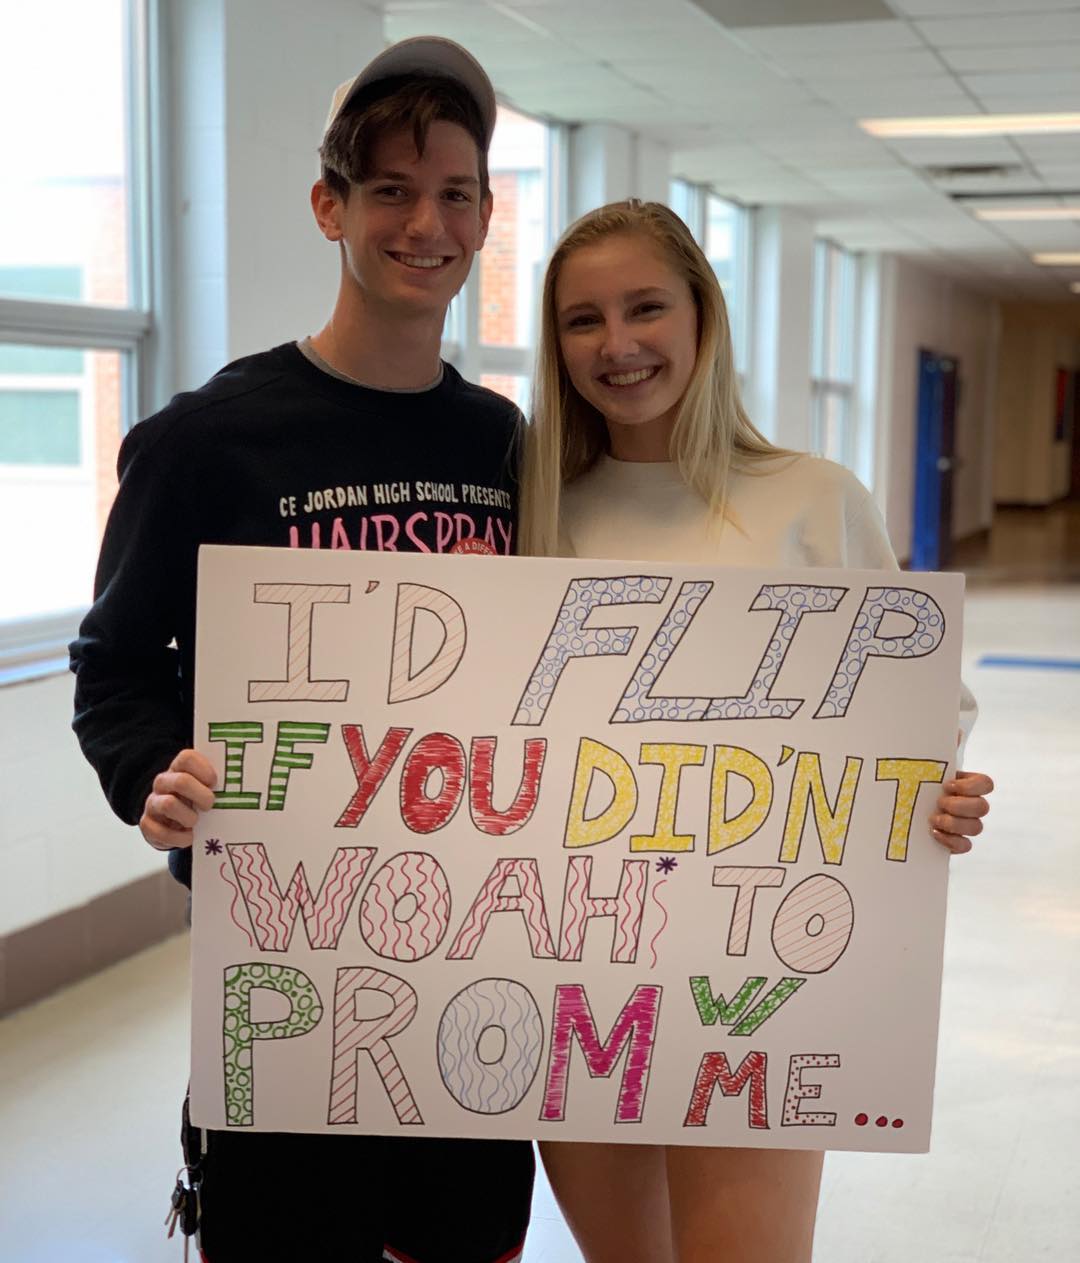 CE JORDAN HIGH SCHOOL PRESENTS
HAIRSPRAY
I'D FLIP
IF YOU DIDN'T
*WOAH* TO
PROM W/
ME...